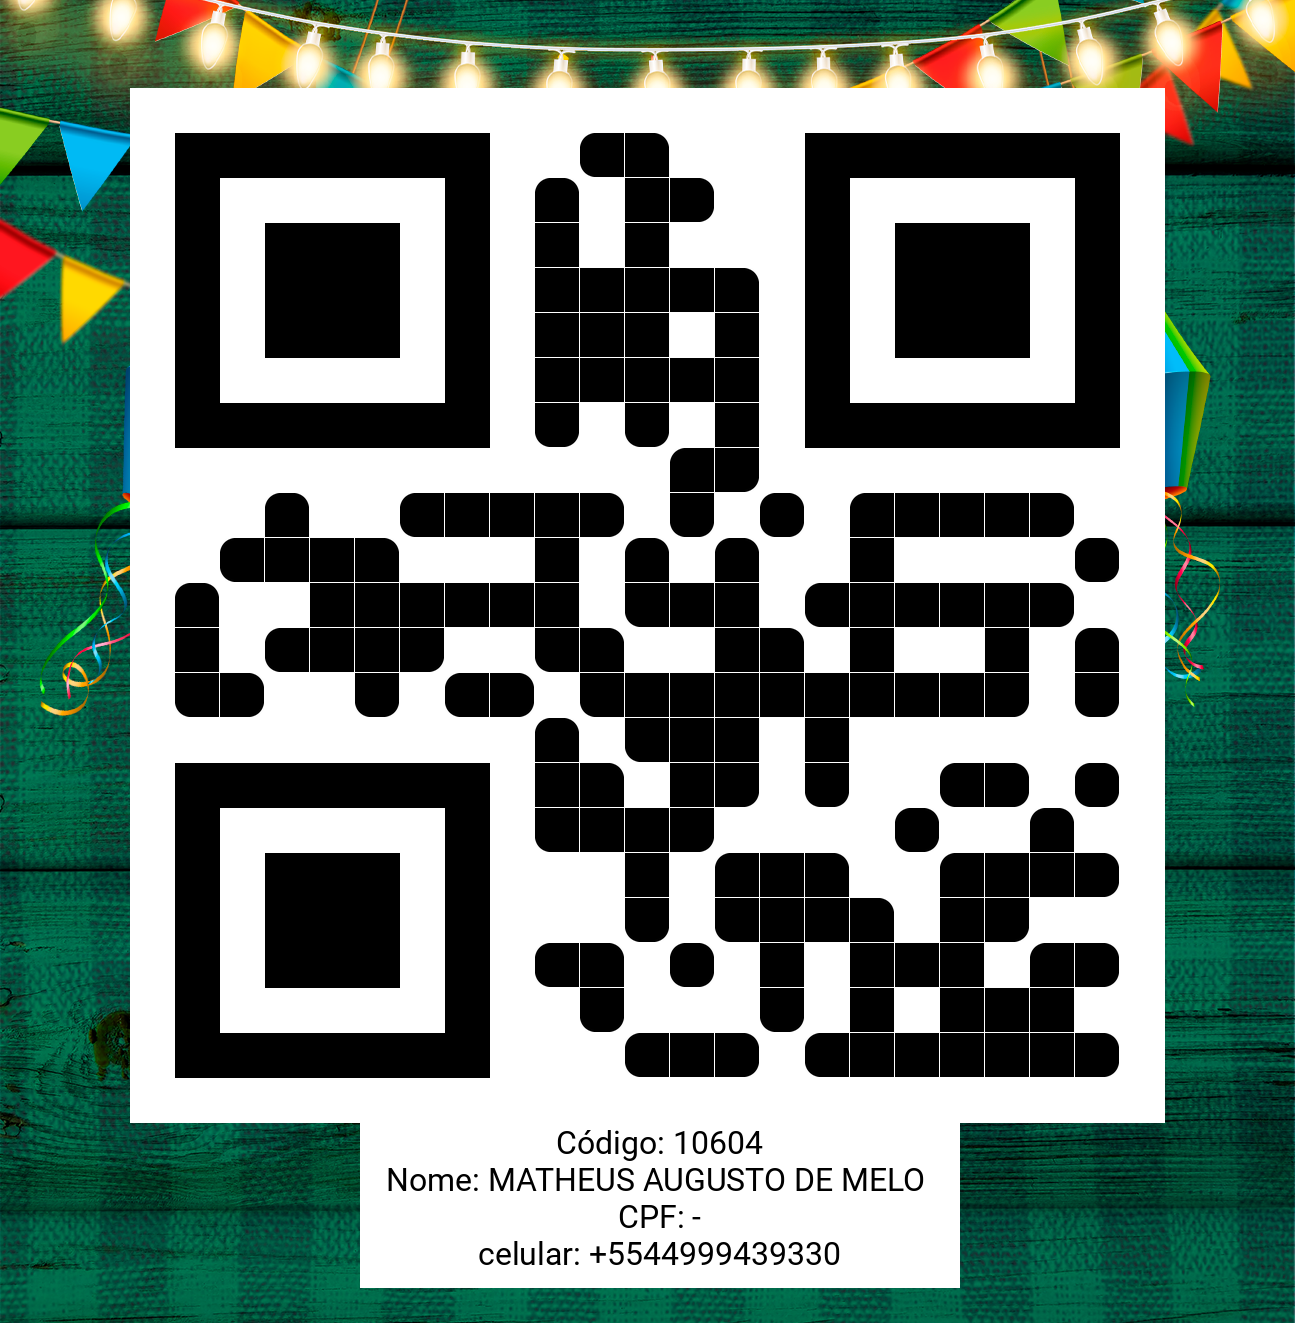 Código: 10604
Nome: MATHEUS AUGUSTO DE MELO
CPF: -
celular: +5544999439330